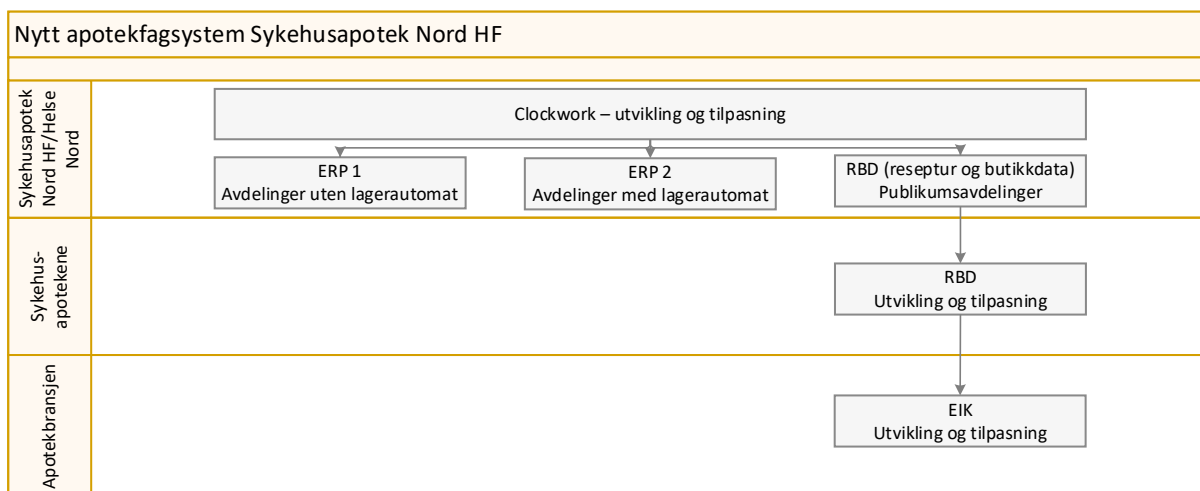 Nytt apotekfagsystem Sykehusapotek Nord HF
Sykehusapotek
Nord HF/Helse
Nord
Clockwork – utvikling og tilpasning
ERP 1
Avdelinger uten lagerautomat
ERP 2
Avdelinger med lagerautomat
RBD (reseptur og butikkdata)
Publikumsavdelinger
Sykehus-
apotekene
RBD
Utvikling og tilpasning
Apotekbransjen
EIK
Utvikling og tilpasning